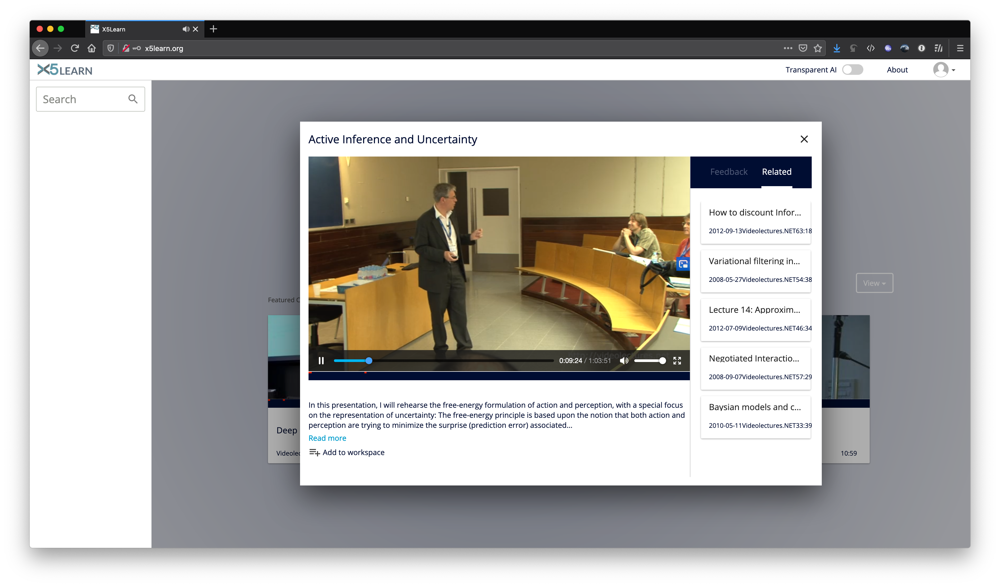 X5Learn
x5learn.org
Ws
X5LEARN
Transparent AI
About
Search
Active Inference and Uncertainty
Feedback
Related
How to discount Infor...
2012-09-13Videolectures.NET63:18
Variational filtering in...
2008-05-27Videolectures.NET54:38
View
Featured C
Lecture 14: Approxim...
2012-07-09Videolectures.NET46:34
Negotiated Interactio...
2008-09-07Videolectures.NET57:29
http://videolectures.net
0:09:24 / 1:03:51
In this presentation, I will rehearse the free-energy formulation of action and perception, with a special focus
on the representation of uncertainty: The free-energy principle is based upon the notion that both action and
perception are trying to minimize the surprise (prediction error) associated...
Read more
Add to workspace
Baysian models and c...
2010-05-11Videolectures.NET33:39
Deep
Videolec
10:59